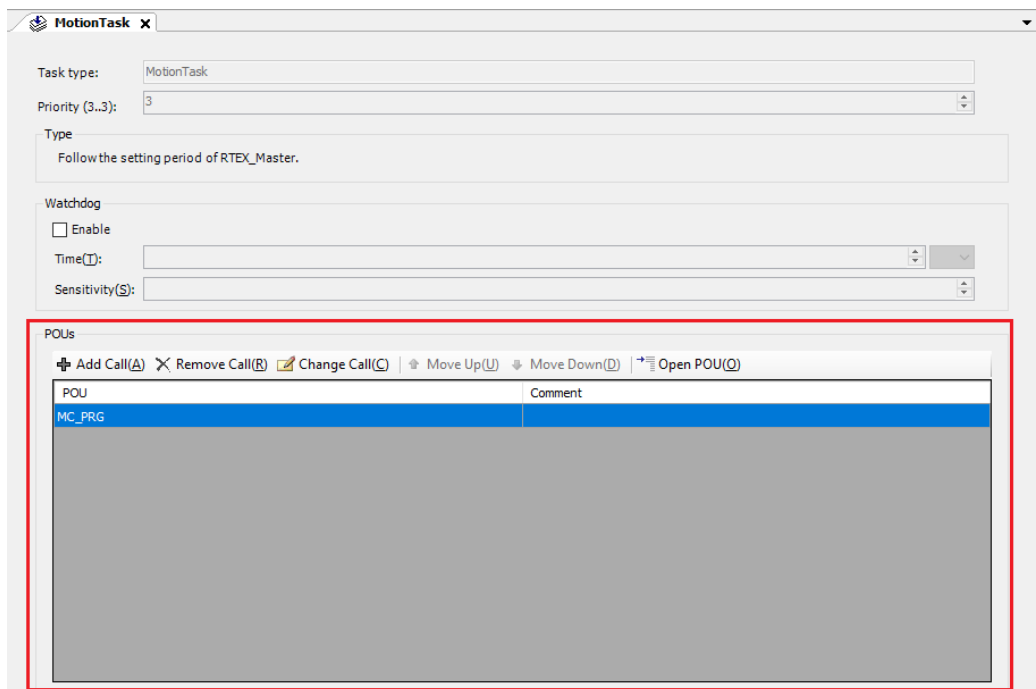 MotionTask
Task type: MotionTask
Priority (3..3): 3
Type
Follow the setting period of RTEX_Master.
Watchdog
Enable
Time(T):
Sensitivity(S):
POUs
Add Call(A) Remove Call(R) Change Call(C) Move Up(U) Move Down(D) Open POU(O)
POU Comment
MC_PRG